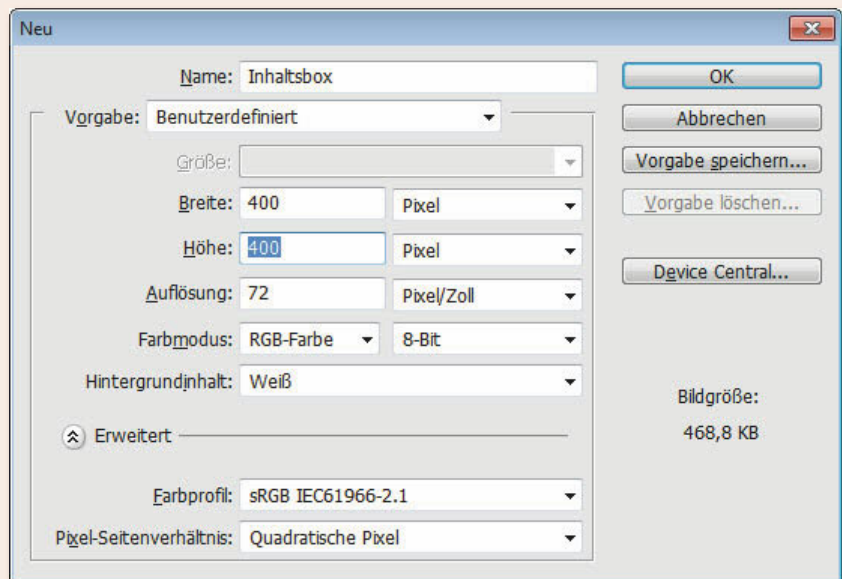 Neu
Name: Inhaltsbox
OK
Vorgabe: Benutzerdefiniert
Abbrechen
Größe:
Vorgabe speichern...
Breite: 400 Pixel
Vorgabe löschen...
Höhe: 400 Pixel
Device Central...
Auflösung: 72 Pixel/Zoll
Farbmodus: RGB-Farbe 8-Bit
Hintergrundinhalt: Weiß
Bildgröße:
468,8 KB
Erweitert
Farbprofil: sRGB IEC61966-2.1
Pixel-Seitenverhältnis: Quadratische Pixel